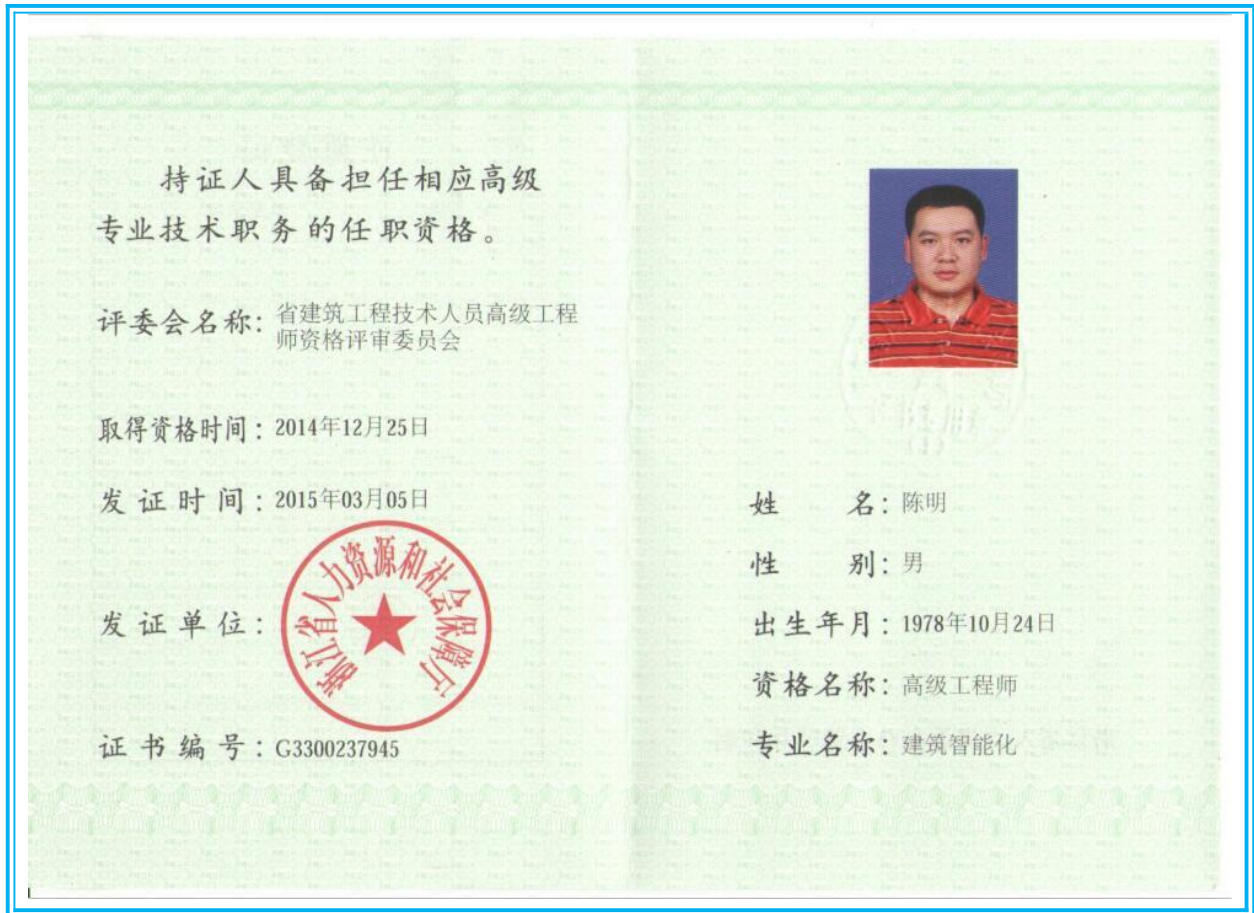 持证人具备担任相应高级
专业技术职务的任职资格。
评委会名称：省建筑工程技术人员高级工程
师资格评审委员会
取得资格时间：2014年12月25日
发证时间：2015年03月05日
发证单位：
浙江省人力资源和社会保障厅
证书编号：G3300237945
姓名：陈明
性别：男
出生年月：1978年10月24日
资格名称：高级工程师
专业名称：建筑智能化